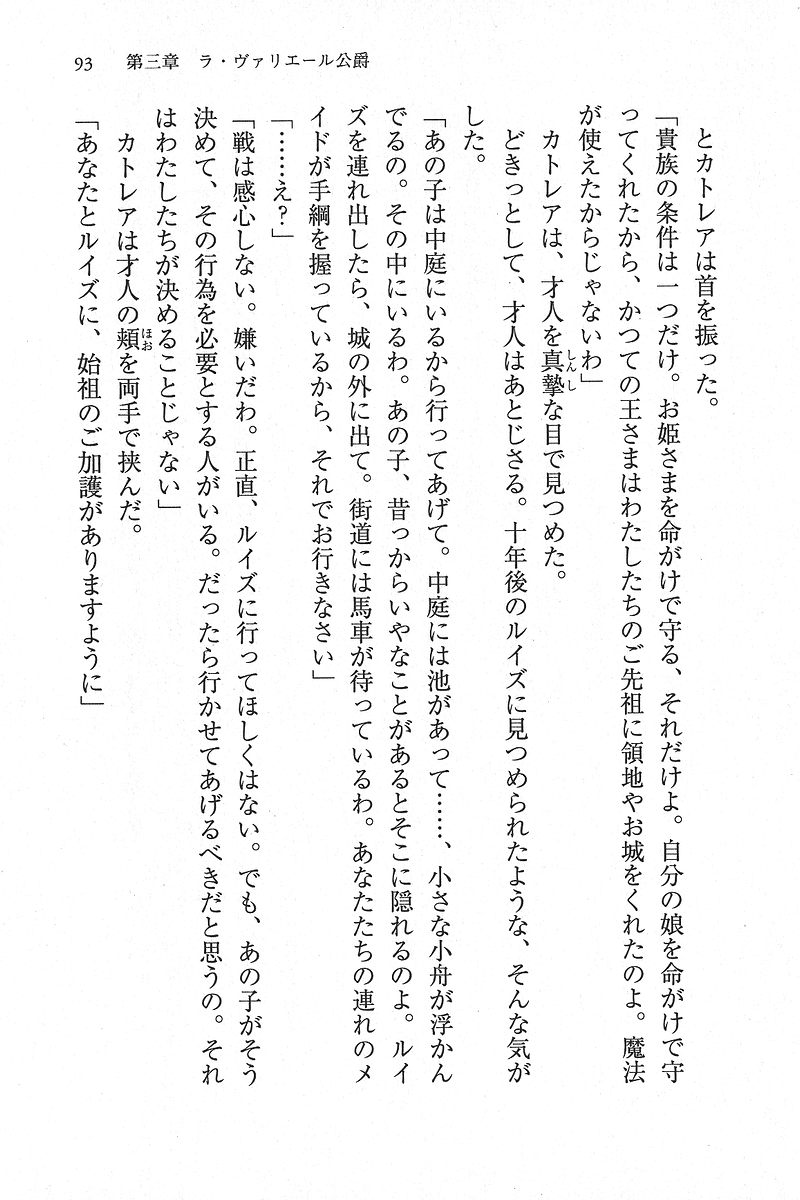 93　第三章　ラ・ヴァリエール公爵
　とカトレアは首を振った。
「貴族の条件は一つだけ。お姫さまを命がけで守る、それだけよ。自分の娘を命がけで守
ってくれたから、かつての王さまはわたしたちのご先祖に領地やお城をくれたのよ。魔法
が使えたからじゃないわ」
　カトレアは、才人を真摯しんしな目で見つめた。
　どきっとして、才人はあとじさる。十年後のルイズに見つめられたような、そんな気が
した。
「あの子は中庭にいるから行ってあげて。中庭には池があって……、小さな小舟が浮かん
でるの。その中にいるわ。あの子、昔っからいやなことがあるとそこに隠れるのよ。ルイ
ズを連れ出したら、城の外に出て。街道には馬車が待っているわ。あなたたちの連れのメ
イドが手綱を握っているから、それでお行きなさい」
「……え？」
「戦は感心しない。嫌いだわ。正直、ルイズに行ってほしくはない。でも、あの子がそう
決めて、その行為を必要とする人がいる。だったら行かせてあげるべきだと思うの。それ
はわたしたちが決めることじゃない」
　カトレアは才人の頬ほおを両手で挟んだ。
「あなたとルイズに、始祖のご加護がありますように」